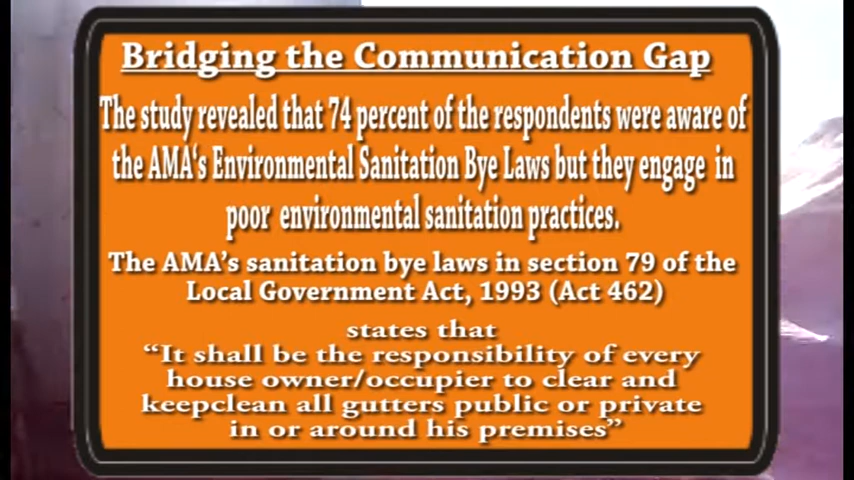 Bridging the Communication Gap
The study revealed that 74 percent of the respondents were aware of
the AMA‘s Environmental Sanitation Bye Laws but they engage in
poor environmental sanitation practices.
The AMA’s sanitation bye laws in section 79 of the
Local Government Act, 1993 (Act 462)
states that
“It shall be the responsibility of every
house owner/occupier to clear and
keepclean all gutters public or private
in or around his premises”